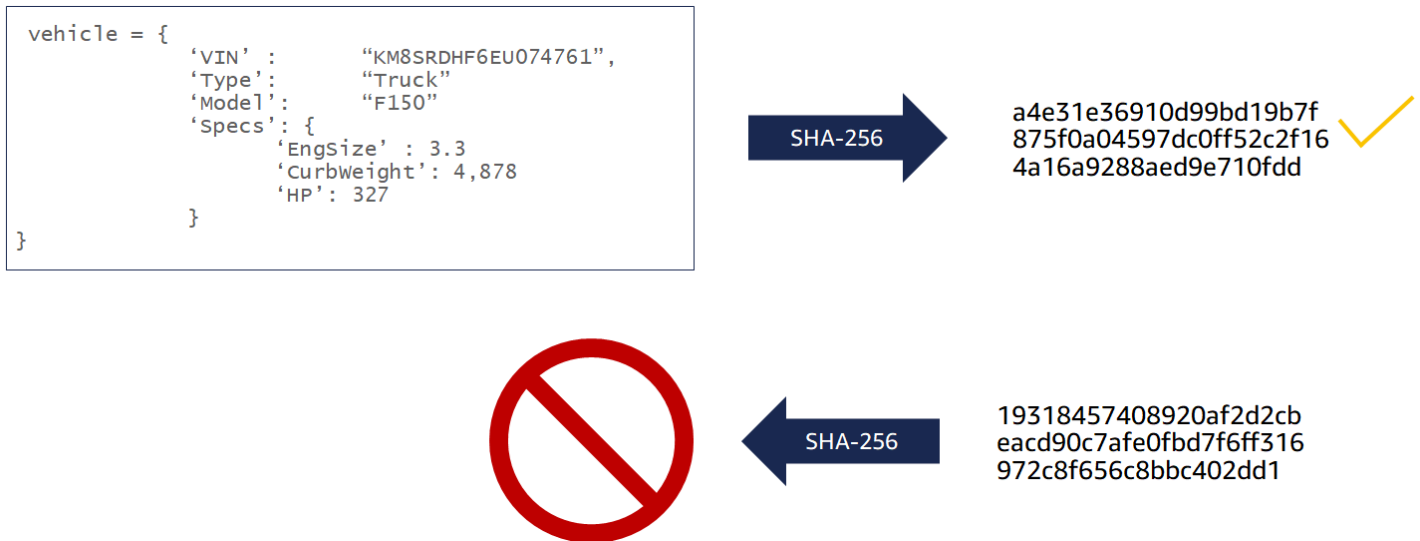 vehicle = {
‘VIN’ : “KM8SRDHF6EU074761”,
‘Type’: “Truck”
‘Model’: “F150”
‘Specs’: {
‘EngSize’ : 3.3
‘CurbWeight’: 4,878
‘HP’: 327
}
}
SHA-256
a4e31e36910d99bd19b7f
875f0a04597dc0ff52c2f16
4a16a9288aed9e710fdd
SHA-256
19318457408920af2d2cb
eacd90c7afe0fbd7f6ff316
972c8f656c8bbc402dd1